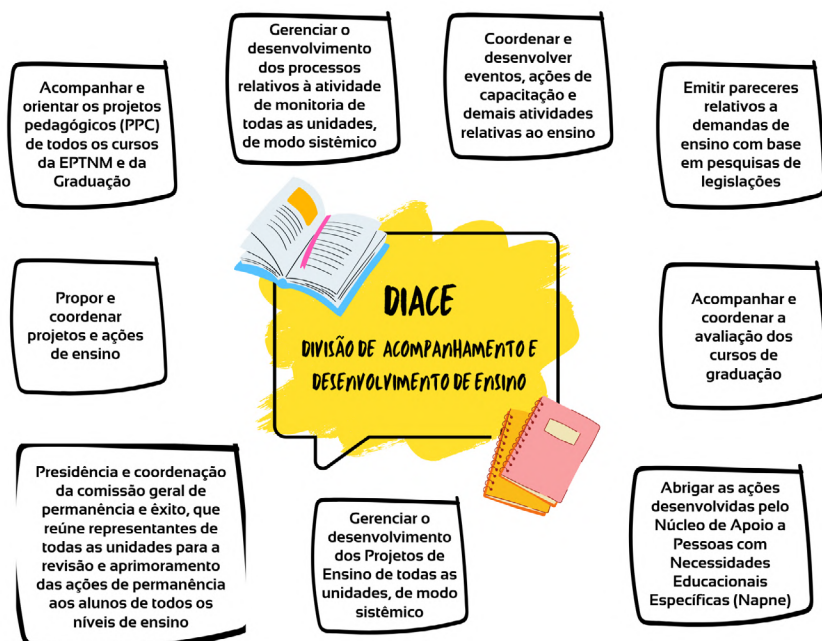 Acompanhar e
orientar os projetos
pedagógicos (PPC)
de todos os cursos
da EPTNM e da
Graduação
Gerenciar o
desenvolvimento
dos processos
relativos à atividade
de monitoria de
todas as unidades,
de modo sistêmico
Coordenar e
desenvolver
eventos, ações de
capacitação e
demais atividades
relativas ao ensino
Emitir pareceres
relativos a
demandas de
ensino com base
em pesquisas de
legislações
Propor e
coordenar
projetos e ações
de ensino
DIACE
DIVISÃO DE ACOMPANHAMENTO E
DESENVOLVIMENTO DE ENSINO
Acompanhar e
coordenar a
avaliação dos
cursos de
graduação
Presidência e coordenação
da comissão geral de
permanência e êxito, que
reúne representantes de
todas as unidades para a
revisão e aprimoramento
das ações de permanência
aos alunos de todos os
níveis de ensino
Gerenciar o
desenvolvimento
dos Projetos de
Ensino de todas as
unidades, de modo
sistêmico
Abrigar as ações
desenvolvidas pelo
Núcleo de Apoio a
Pessoas com
Necessidades
Educacionais
Específicas (Napne)